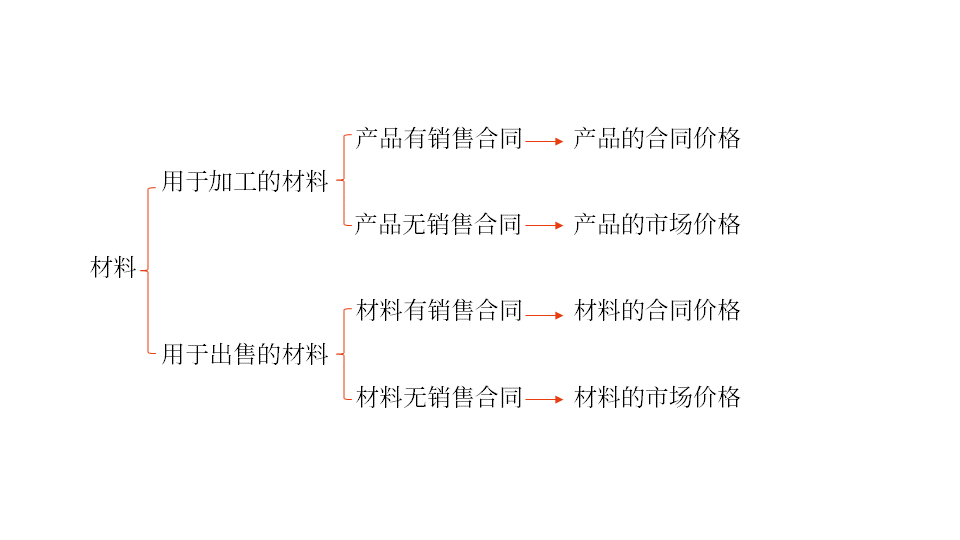 产品有销售合同 产品的合同价格
用于加工的材料
产品无销售合同 产品的市场价格
材料
材料有销售合同 材料的合同价格
用于出售的材料
材料无销售合同 材料的市场价格